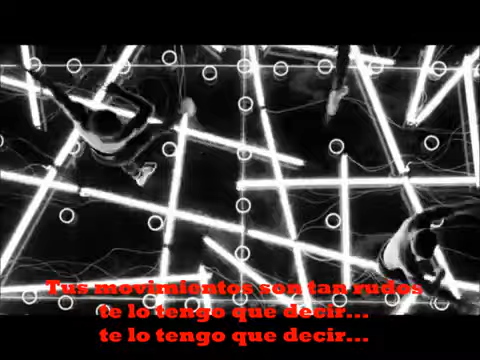 Tus movimientos son tan rudos
te lo tengo que decir...
te lo tengo que decir...